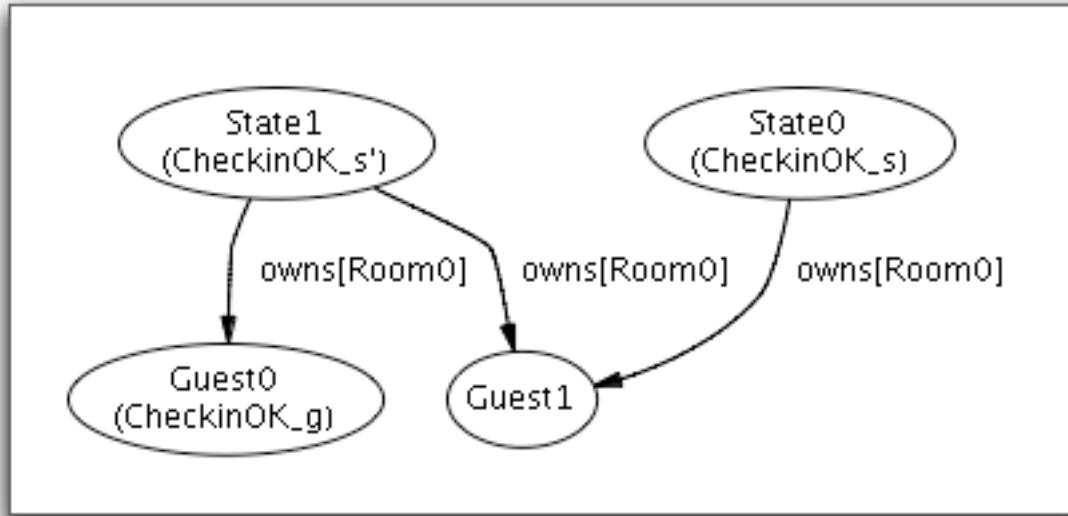 State1
(CheckinOK_s')
State0
(CheckinOK_s)
owns[Room0]
owns[Room0]
owns[Room0]
Guest0
(CheckinOK_g)
Guest1